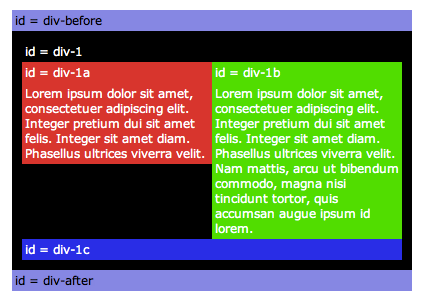 id = div-before
id = div-1
id = div-1a
Lorem ipsum dolor sit amet,
consectetuer adipiscing elit.
Integer pretium dui sit amet
felis. Integer sit amet diam.
Phasellus ultrices viverra velit.
id = div-1b
Lorem ipsum dolor sit amet,
consectetuer adipiscing elit.
Integer pretium dui sit amet
felis. Integer sit amet diam.
Phasellus ultrices viverra velit.
Nam mattis, arcu ut bibendum
commodo, magna nisi
tincidunt tortor, quis
accumsan augue ipsum id
lorem.
id = div-1c
id = div-after